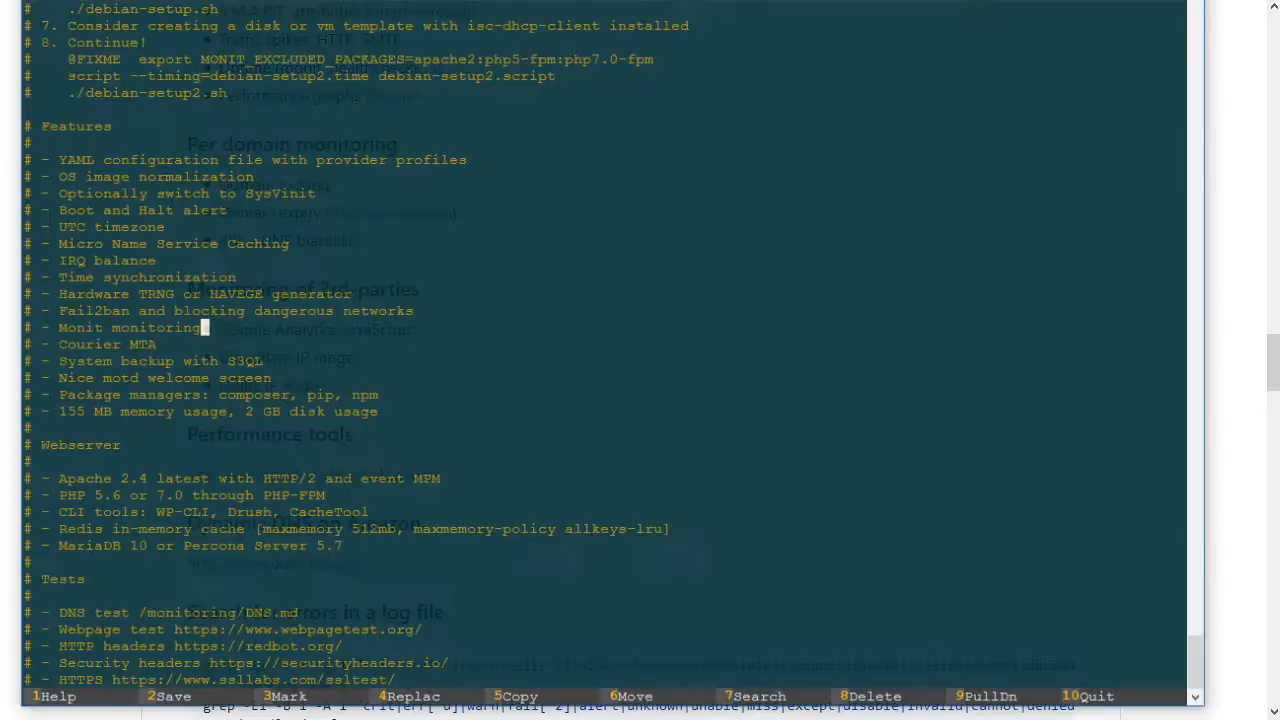 #    ./debian-setup.sh
# 7. Consider creating a disk or vm template with isc-dhcp-client installed
# 8. Continue!
#    @FIXME  export MONIT_EXCLUDED_PACKAGES=apache2:php5-fpm:php7.0-fpm
#    script --timing=debian-setup2.time debian-setup2.script
#    ./debian-setup2.sh
# Features
#
# - YAML configuration file with provider profiles
# - OS image normalization
# - Optionally switch to SysVinit
# - Boot and Halt alert
# - UTC timezone
# - Micro Name Service Caching
# - IRQ balance
# - Time synchronization
# - Hardware TRNG or HAVEGE generator
# - Fail2ban and blocking dangerous networks
# - Monit monitoring
# - Courier MTA
# - System backup with S3QL
# - Nice motd welcome screen
# - Package managers: composer, pip, npm
# - 155 MB memory usage, 2 GB disk usage
#
# Webserver
#
# - Apache 2.4 latest with HTTP/2 and event MPM
# - PHP 5.6 or 7.0 through PHP-FPM
# - CLI tools: WP-CLI, Drush, CacheTool
# - Redis in-memory cache [maxmemory 512mb, maxmemory-policy allkeys-lru]
# - MariaDB 10 or Percona Server 5.7
#
# Tests
#
# - DNS test /monitoring/DNS.md
# - Webpage test https://www.webpagetest.org/
# - HTTP headers https://redbot.org/
# - Security headers https://securityheaders.io/
# - HTTPS https://www.ssllabs.com/ssltest/
1Help 2Save 3Mark 4Replac 5Copy 6Move 7Search 8Delete 9PullDn 10Quit
Per domain monitoring
Monitoring of 3rd-parties
Performance tools